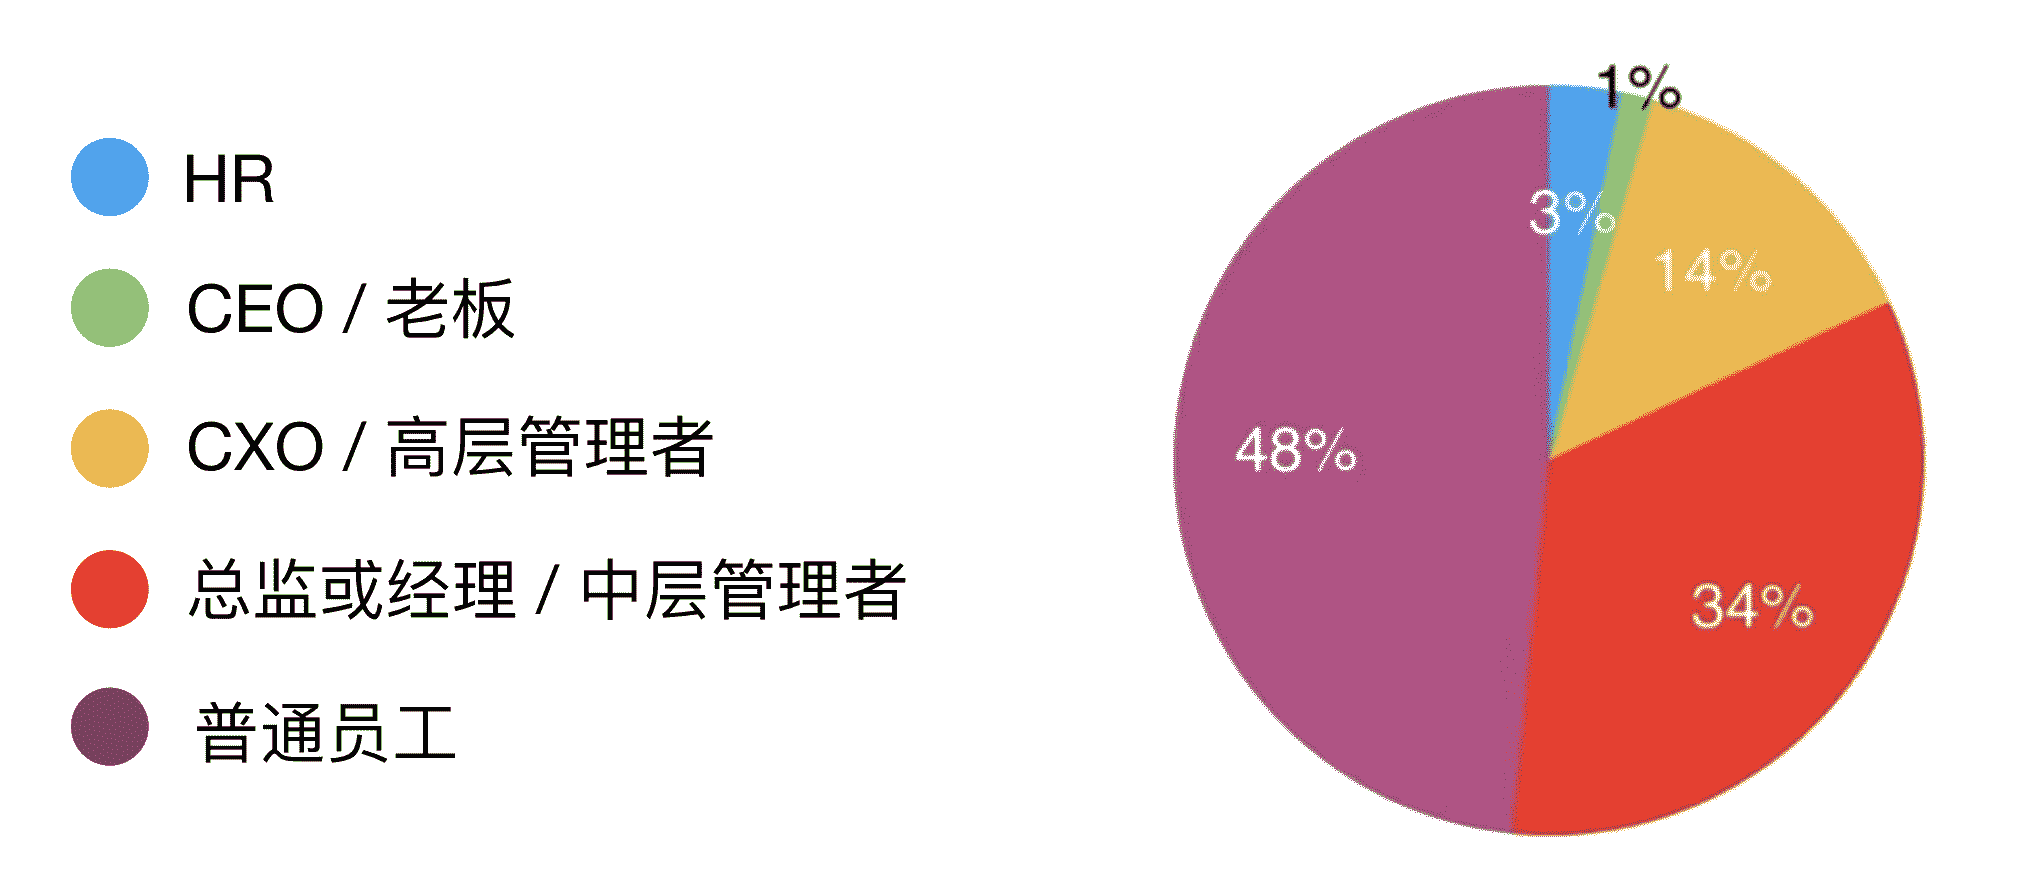 HR
CEO / 老板
CXO / 高层管理者
总监或经理 / 中层管理者
普通员工
1%
3%
14%
48%
34%